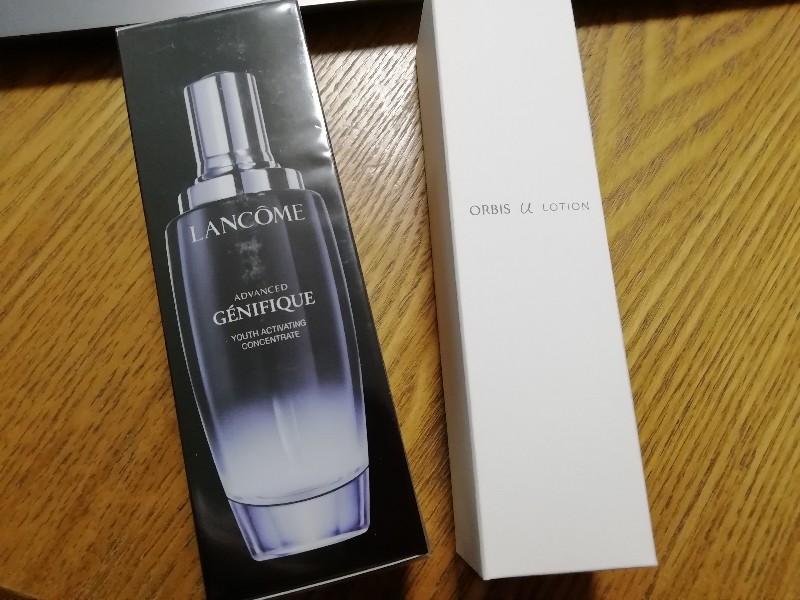 LANCÔME
ADVANCED
GÉNIFIQUE
YOUTH ACTIVATING
CONCENTRATE
ORBIS u LOTION